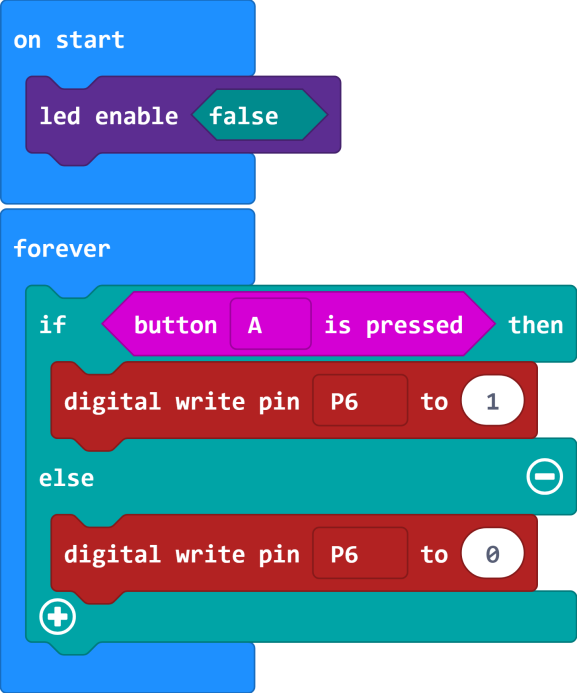 on start
led enable false
forever
if button A is pressed then
digital write pin P6 to 1
else
digital write pin P6 to 0